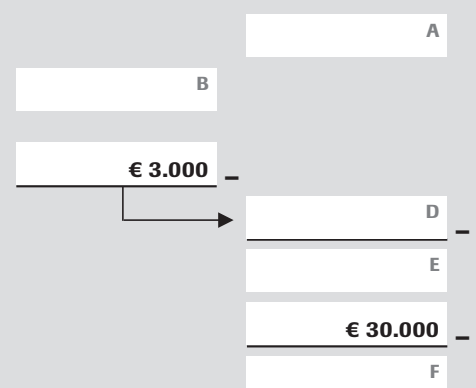 A
B
€ 3.000 –
D –
E
€ 30.000 –
F